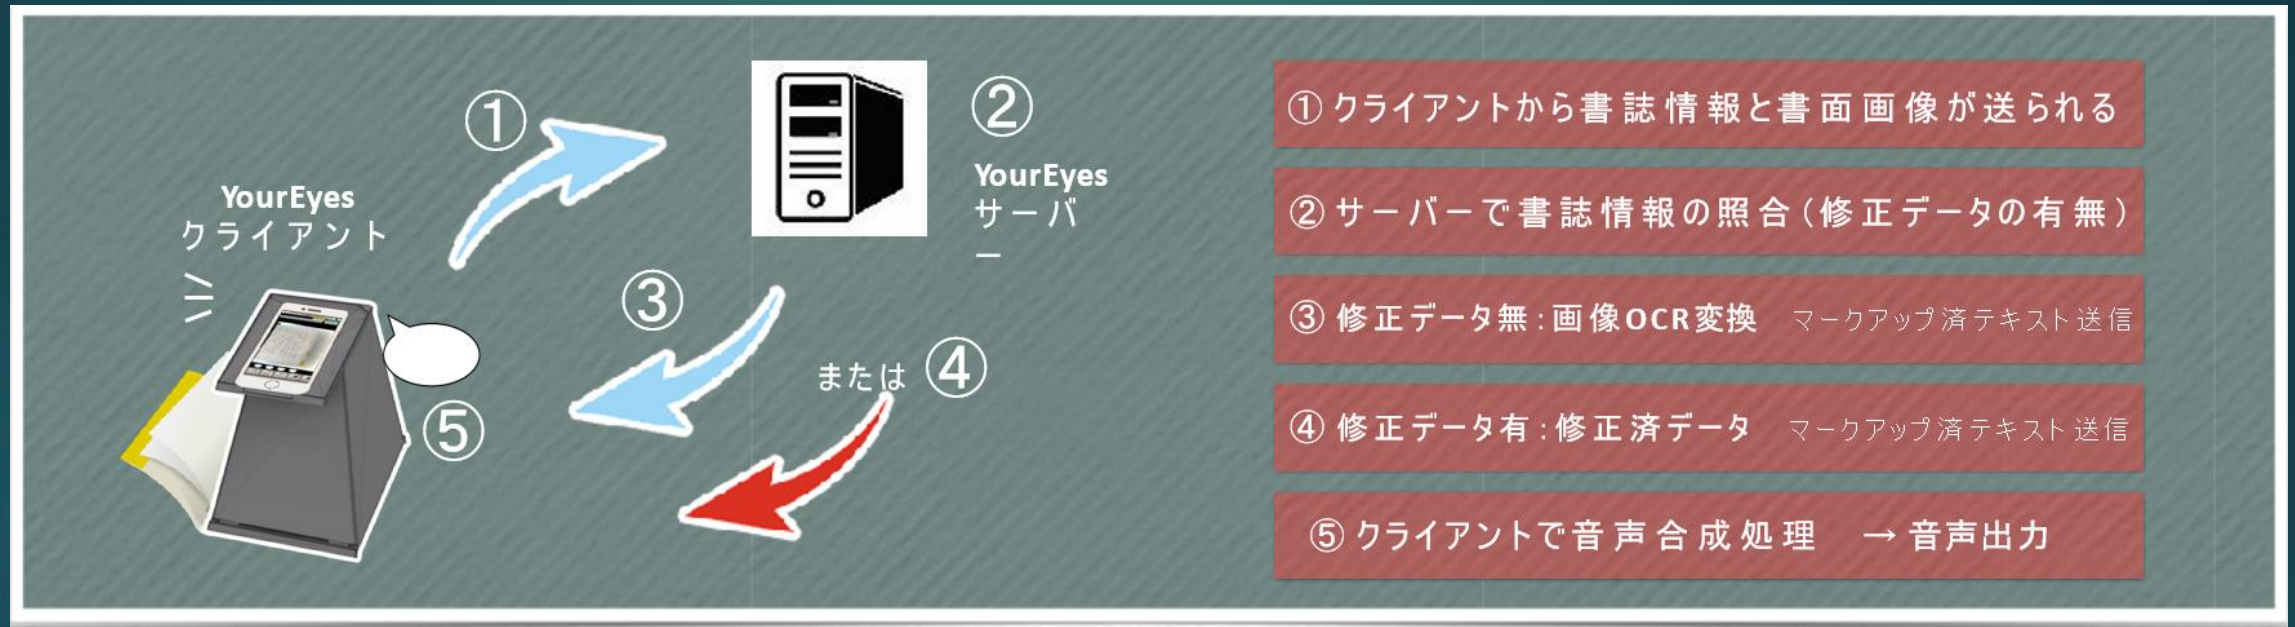 ①
②
YourEyes
サーバ
ー
YourEyes
クライアント
③
または ④
⑤
① クライアントから書誌情報と書面画像が送られる
② サーバーで書誌情報の照合(修正データの有無)
③ 修正データ無:画像OCR変換 マークアップ済テキスト送信
④ 修正データ有:修正済データ マークアップ済テキスト送信
⑤ クライアントで音声合成処理 → 音声出力